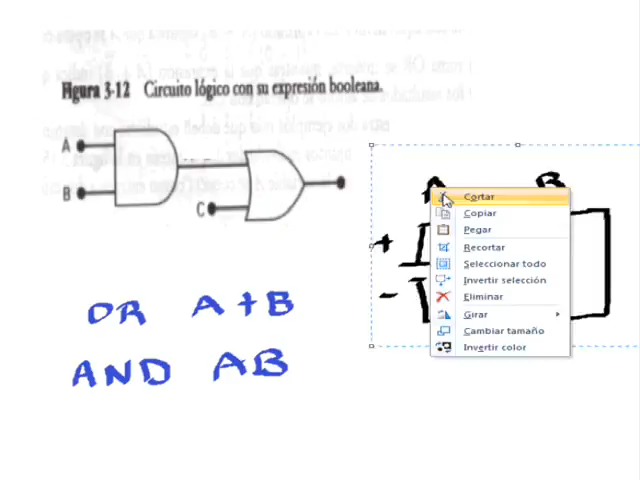 Figura 3-12 Circuito lógico con su expresión booleana.
A
B
C
A B
+
-
Cortar
Copiar
Pegar
Recortar
Seleccionar todo
Invertir selección
Eliminar
Girar
Cambiar tamaño
Invertir color
OR A+B
AND AB